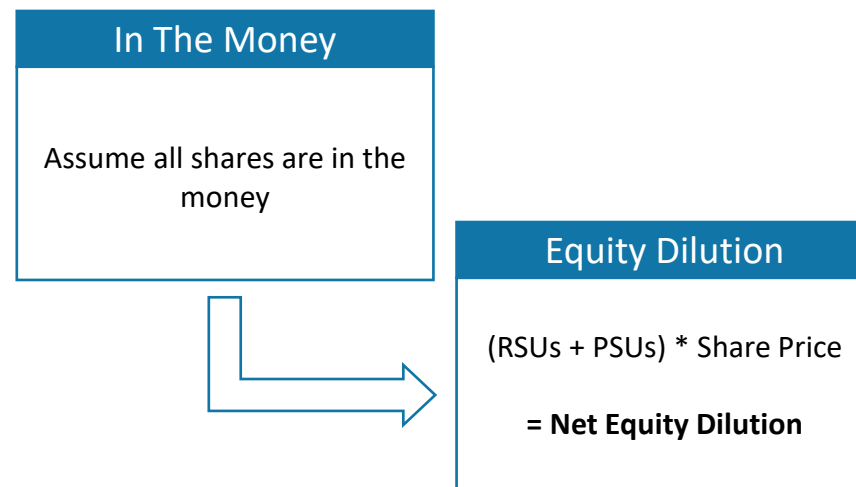 In The Money
Assume all shares are in the
money
Equity Dilution
(RSUs + PSUs) * Share Price
= Net Equity Dilution